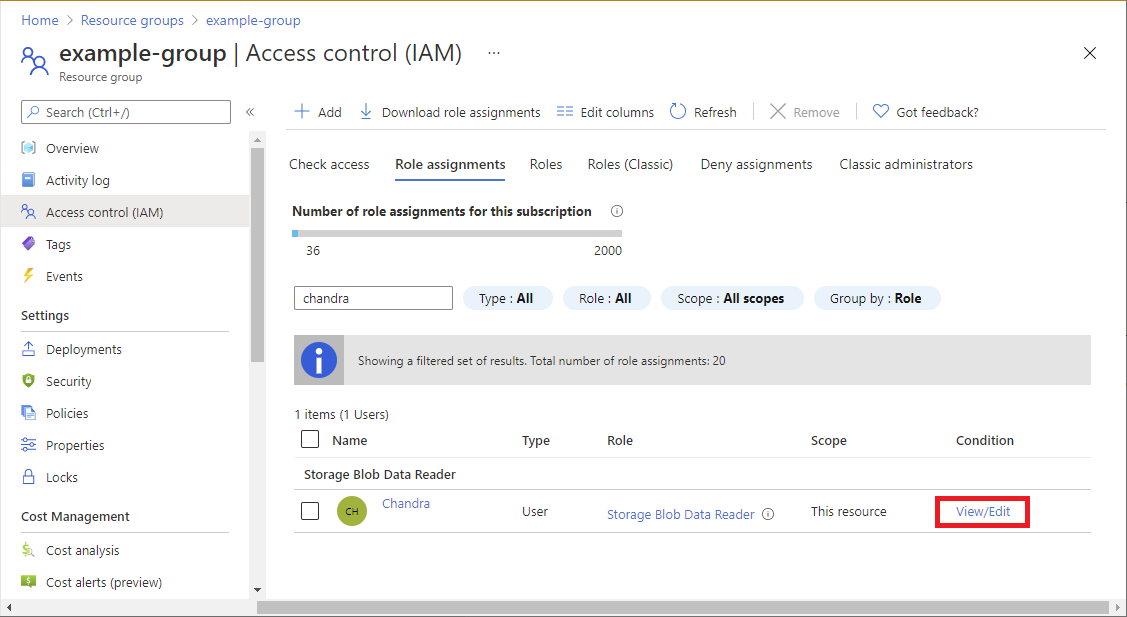 Home > Resource groups > example-group
example-group | Access control (IAM) ...
Resource group
Search (Ctrl+/)
«
Overview
Activity log
Access control (IAM)
Tags
Events
Settings
Deployments
Security
Policies
Properties
Locks
Cost Management
Cost analysis
Cost alerts (preview)
Add Download role assignments Edit columns Refresh Remove Got feedback?
Check access Role assignments Roles Roles (Classic) Deny assignments Classic administrators
Number of role assignments for this subscription
36 2000
chandra Type : All Role : All Scope : All scopes Group by : Role
Showing a filtered set of results. Total number of role assignments: 20
1 items (1 Users)
Name Type Role Scope Condition
Storage Blob Data Reader
CH Chandra User Storage Blob Data Reader This resource View/Edit